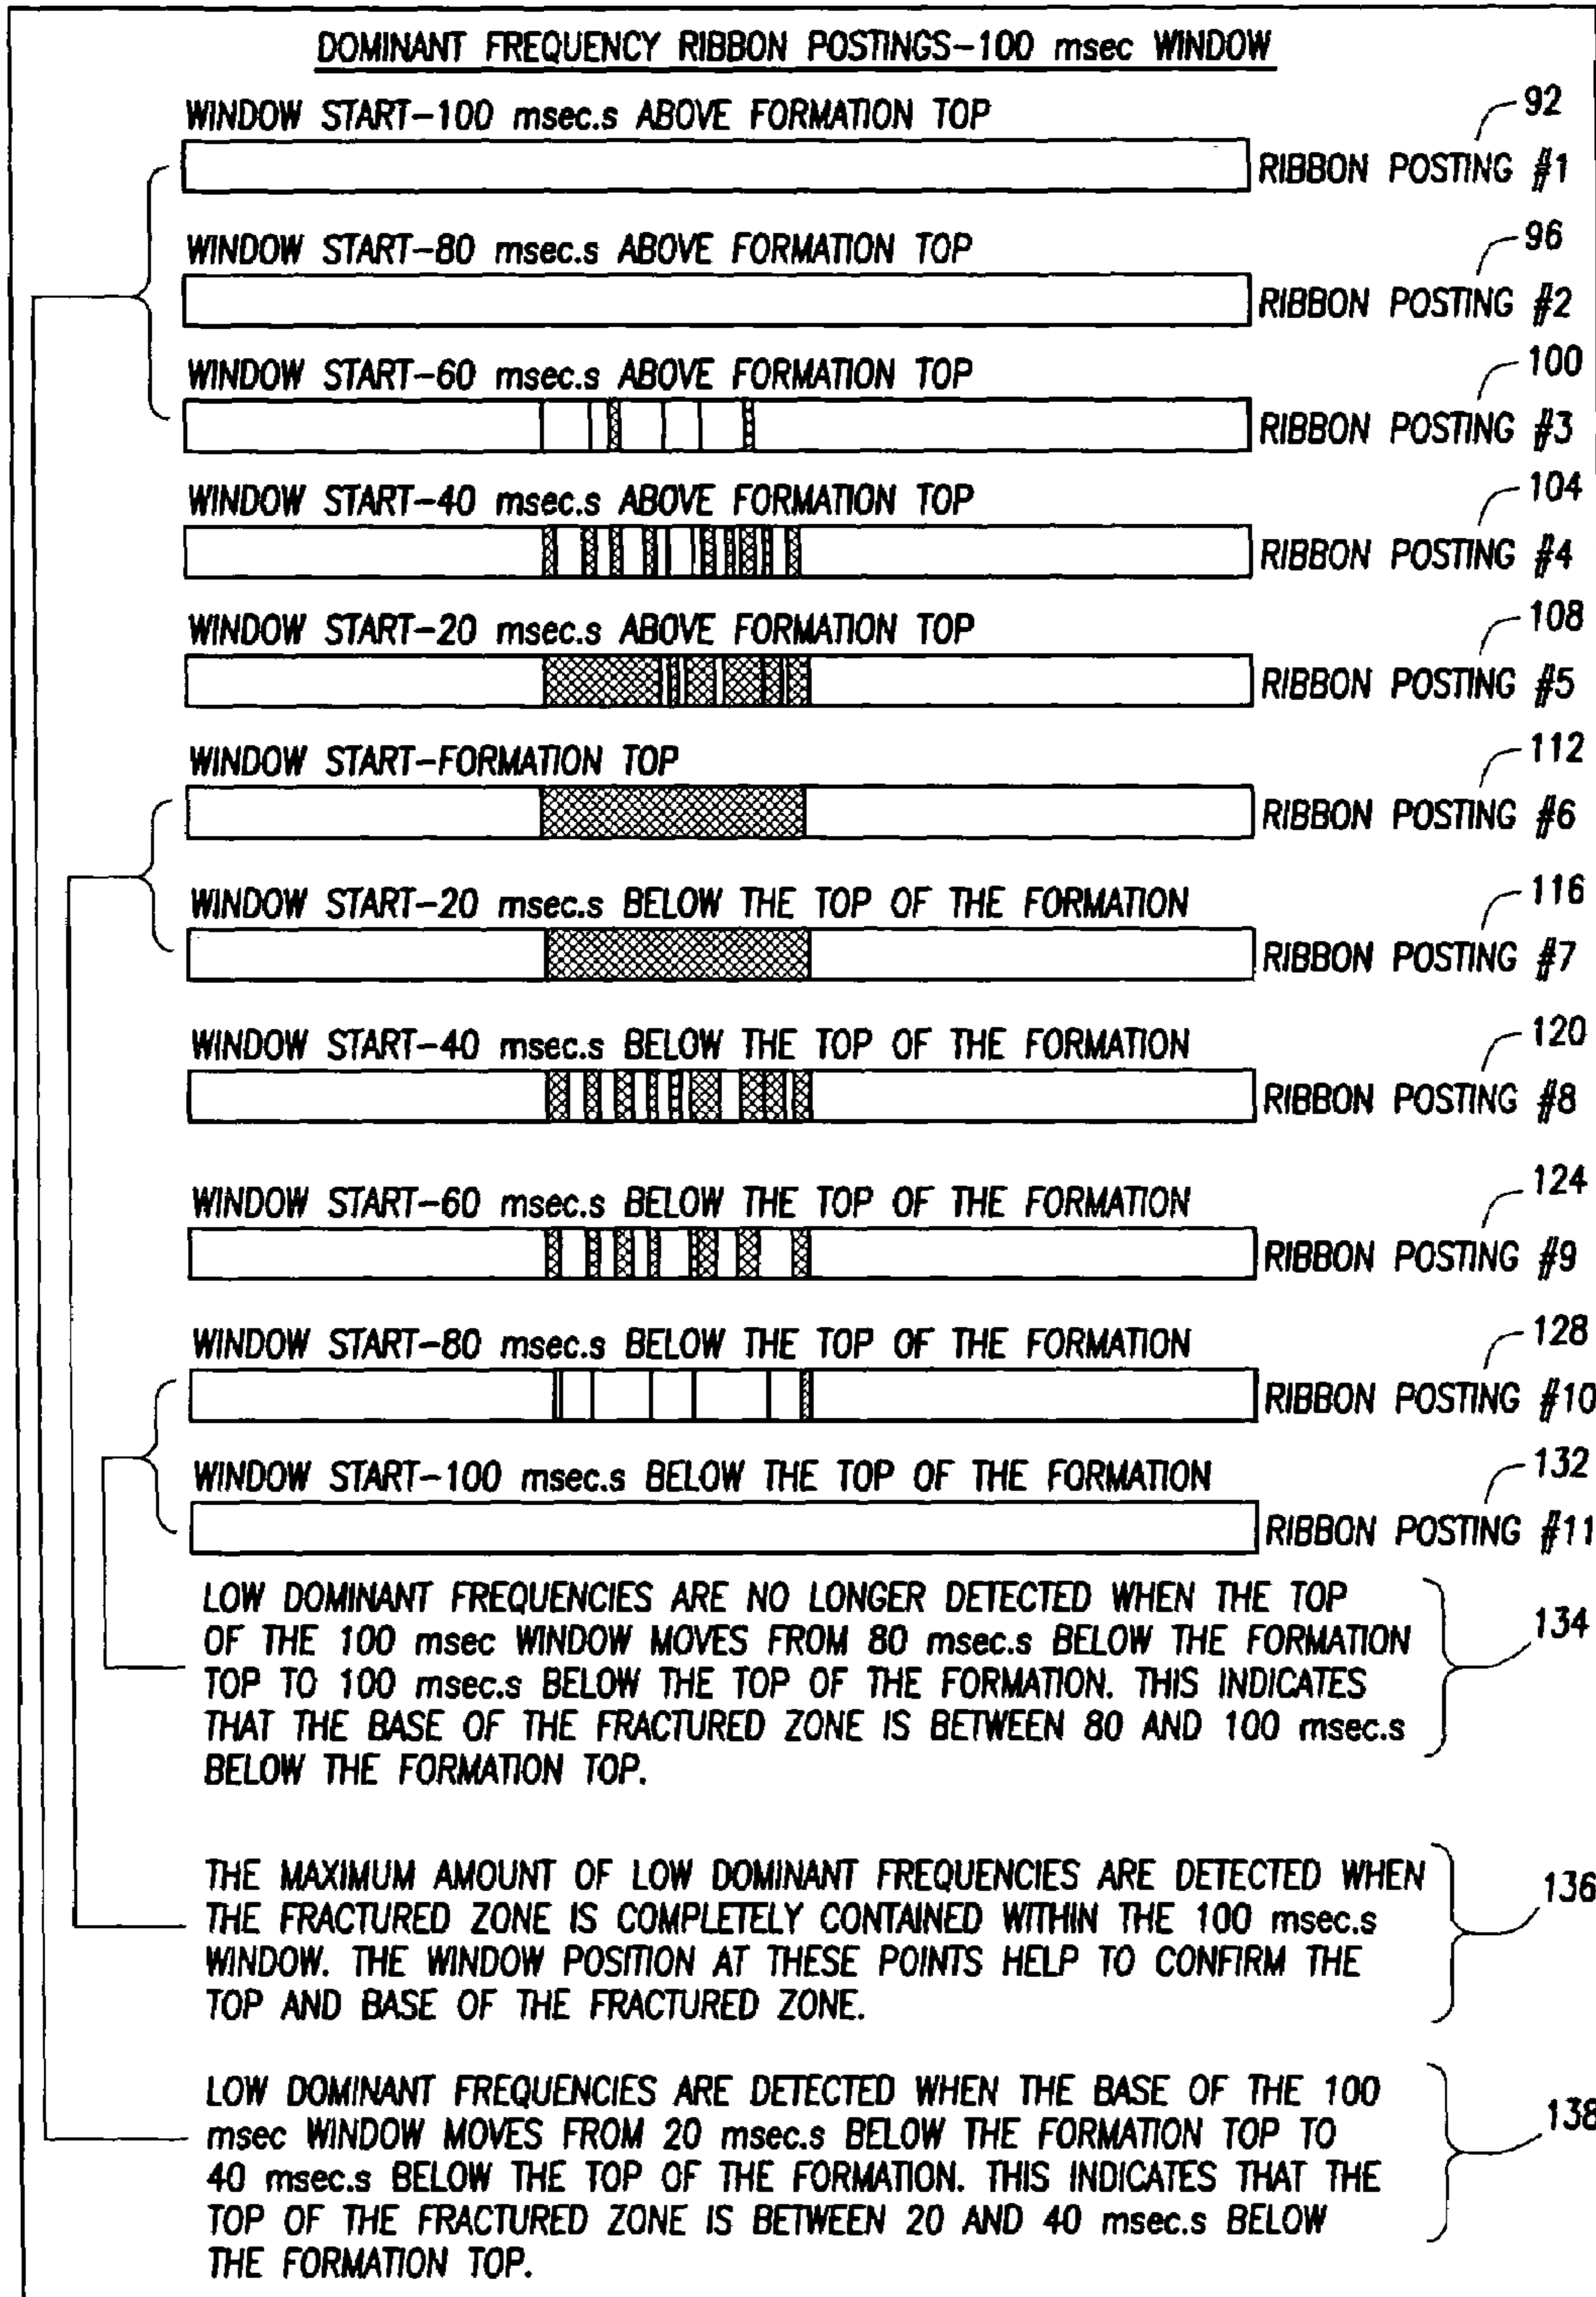 DOMINANT FREQUENCY RIBBON POSTINGS-100 msec WINDOW
WINDOW START-100 msec.s ABOVE FORMATION TOP
92
RIBBON POSTING #1
WINDOW START-80 msec.s ABOVE FORMATION TOP
96
RIBBON POSTING #2
WINDOW START-60 msec.s ABOVE FORMATION TOP
100
RIBBON POSTING #3
WINDOW START-40 msec.s ABOVE FORMATION TOP
104
RIBBON POSTING #4
WINDOW START-20 msec.s ABOVE FORMATION TOP
108
RIBBON POSTING #5
WINDOW START-FORMATION TOP
112
RIBBON POSTING #6
WINDOW START-20 msec.s BELOW THE TOP OF THE FORMATION
116
RIBBON POSTING #7
WINDOW START-40 msec.s BELOW THE TOP OF THE FORMATION
120
RIBBON POSTING #8
WINDOW START-60 msec.s BELOW THE TOP OF THE FORMATION
124
RIBBON POSTING #9
WINDOW START-80 msec.s BELOW THE TOP OF THE FORMATION
128
RIBBON POSTING #10
WINDOW START-100 msec.s BELOW THE TOP OF THE FORMATION
132
RIBBON POSTING #11
LOW DOMINANT FREQUENCIES ARE NO LONGER DETECTED WHEN THE TOP
OF THE 100 msec WINDOW MOVES FROM 80 msec.s BELOW THE FORMATION
TOP TO 100 msec.s BELOW THE TOP OF THE FORMATION. THIS INDICATES
THAT THE BASE OF THE FRACTURED ZONE IS BETWEEN 80 AND 100 msec.s
BELOW THE FORMATION TOP.
134
THE MAXIMUM AMOUNT OF LOW DOMINANT FREQUENCIES ARE DETECTED WHEN
THE FRACTURED ZONE IS COMPLETELY CONTAINED WITHIN THE 100 msec.s
WINDOW. THE WINDOW POSITION AT THESE POINTS HELP TO CONFIRM THE
TOP AND BASE OF THE FRACTURED ZONE.
136
LOW DOMINANT FREQUENCIES ARE DETECTED WHEN THE BASE OF THE 100
msec WINDOW MOVES FROM 20 msec.s BELOW THE FORMATION TOP TO
40 msec.s BELOW THE TOP OF THE FORMATION. THIS INDICATES THAT THE
TOP OF THE FRACTURED ZONE IS BETWEEN 20 AND 40 msec.s BELOW
THE FORMATION TOP.
138